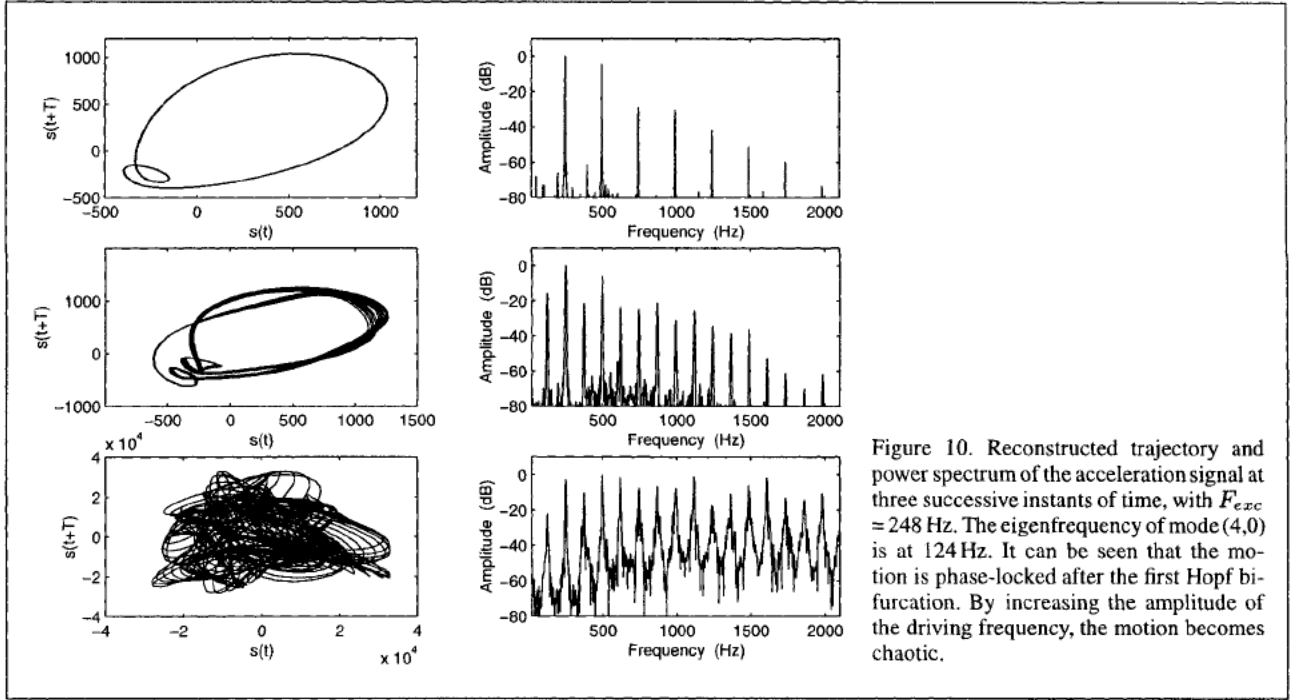 1000
500
0
−500
s(t+T)
−500 0 500 1000
s(t)
0
−20
−40
−60
−80
Amplitude (dB)
500 1000 1500 2000
Frequency (Hz)
1000
0
−1000
s(t+T)
−500 0 500 1000 1500
s(t)
0
−20
−40
−60
−80
Amplitude (dB)
500 1000 1500 2000
Frequency (Hz)
x 10⁴
4
2
0
−2
−4
s(t+T)
−4 −2 0 2 4
s(t)
x 10⁴
0
−20
−40
−60
−80
Amplitude (dB)
500 1000 1500 2000
Frequency (Hz)
Figure 10. Reconstructed trajectory and
power spectrum of the acceleration signal at
three successive instants of time, with Fexc
= 248 Hz. The eigenfrequency of mode (4,0)
is at 124 Hz. It can be seen that the mo-
tion is phase-locked after the first Hopf bi-
furcation. By increasing the amplitude of
the driving frequency, the motion becomes
chaotic.